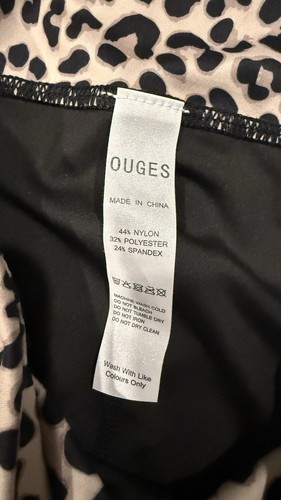 OUGES
MADE IN CHINA
44% NYLON
32% POLYESTER
24% SPANDEX
MACHINE WASH COLD
DO NOT BLEACH
DO NOT TUMBLE DRY
DO NOT IRON
DO NOT DRY CLEAN
Wash With Like
Colours Only